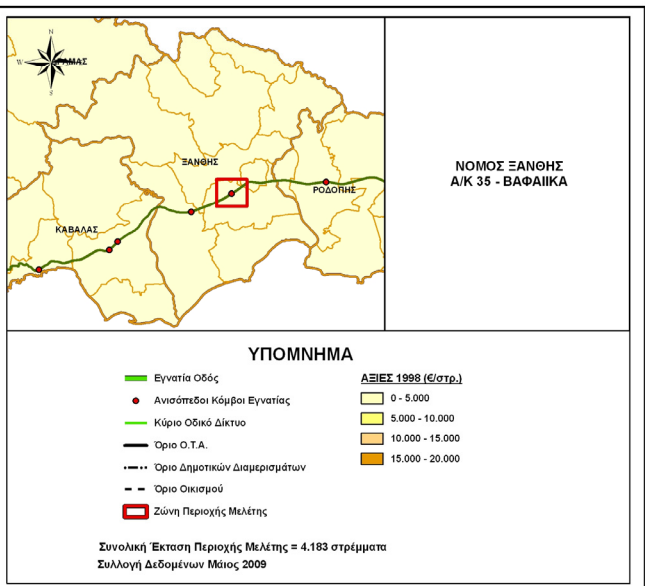 N
W
S
ΞΑΝΘΗΣ
ΡΟΔΟΠΗΣ
ΚΑΒΑΛΑΣ
ΝΟΜΟΣ ΞΑΝΘΗΣ
Α/Κ 35 - ΒΑΦΑΙΙΚΑ
ΥΠΟΜΝΗΜΑ
Εγνατία Οδός
Ανισόπεδοι Κόμβοι Εγνατίας
Κύριο Οδικό Δίκτυο
Όριο Ο.Τ.Α.
Όριο Δημοτικών Διαμερισμάτων
Όριο Οικισμού
Ζώνη Περιοχής Μελέτης
ΑΞΙΕΣ 1998 (€/στρ.)
0 - 5.000
5.000 - 10.000
10.000 - 15.000
15.000 - 20.000
Συνολική Έκταση Περιοχής Μελέτης = 4.183 στρέμματα
Συλλογή Δεδομένων Μάιος 2009